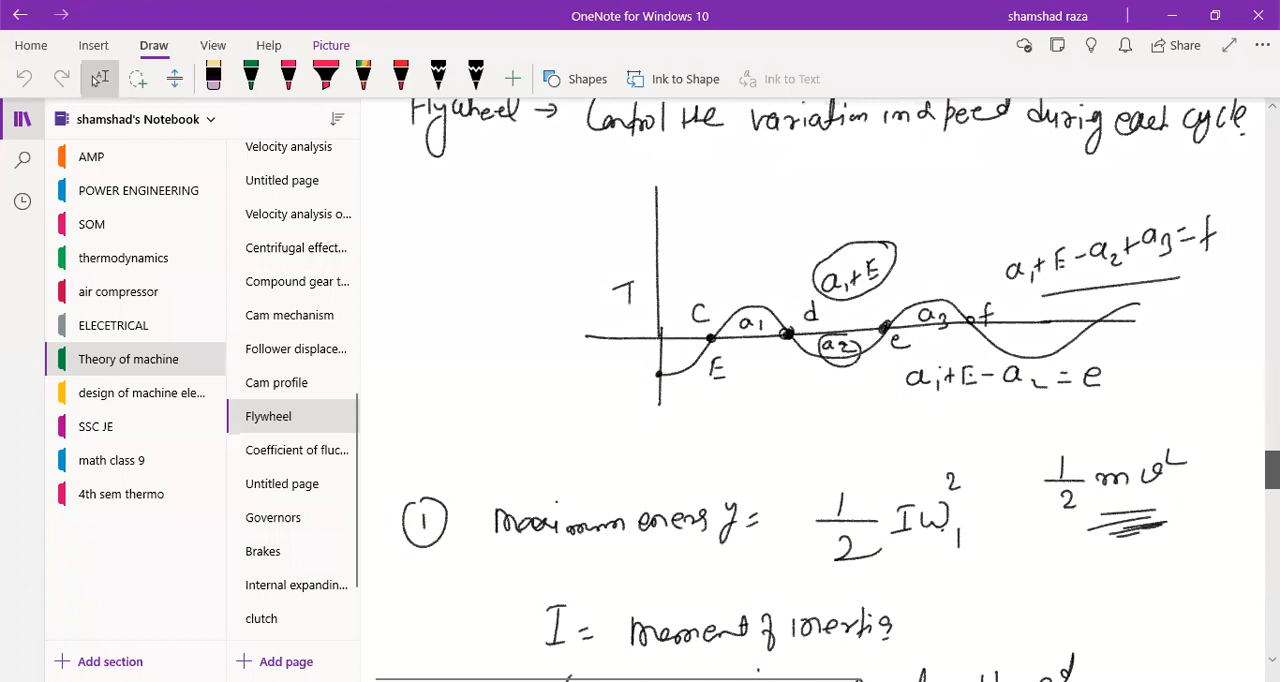 OneNote for Windows 10
shamshad raza
Home Insert Draw View Help Picture
Share
Shapes Ink to Shape Ink to Text
shamshad's Notebook
AMP
POWER ENGINEERING
SOM
thermodynamics
air compressor
ELECETRICAL
Theory of machine
design of machine ele...
SSC JE
math class 9
4th sem thermo
Add section
Velocity analysis
Untitled page
Velocity analysis o...
Centrifugal effect...
Compound gear t...
Cam mechanism
Follower displace...
Cam profile
Flywheel
Coefficient of fluc...
Untitled page
Governors
Brakes
Internal expandin...
clutch
Add page
Flywheel → Control the variation in speed during each cycle.
a1+E
a1+E-a2+a3=f
T
C a1 d a2 e a3 f
E
a1+E-a2=e
① maximum energy = 1/2 Iω1^2
1/2 mv^2
I = moment of inertia